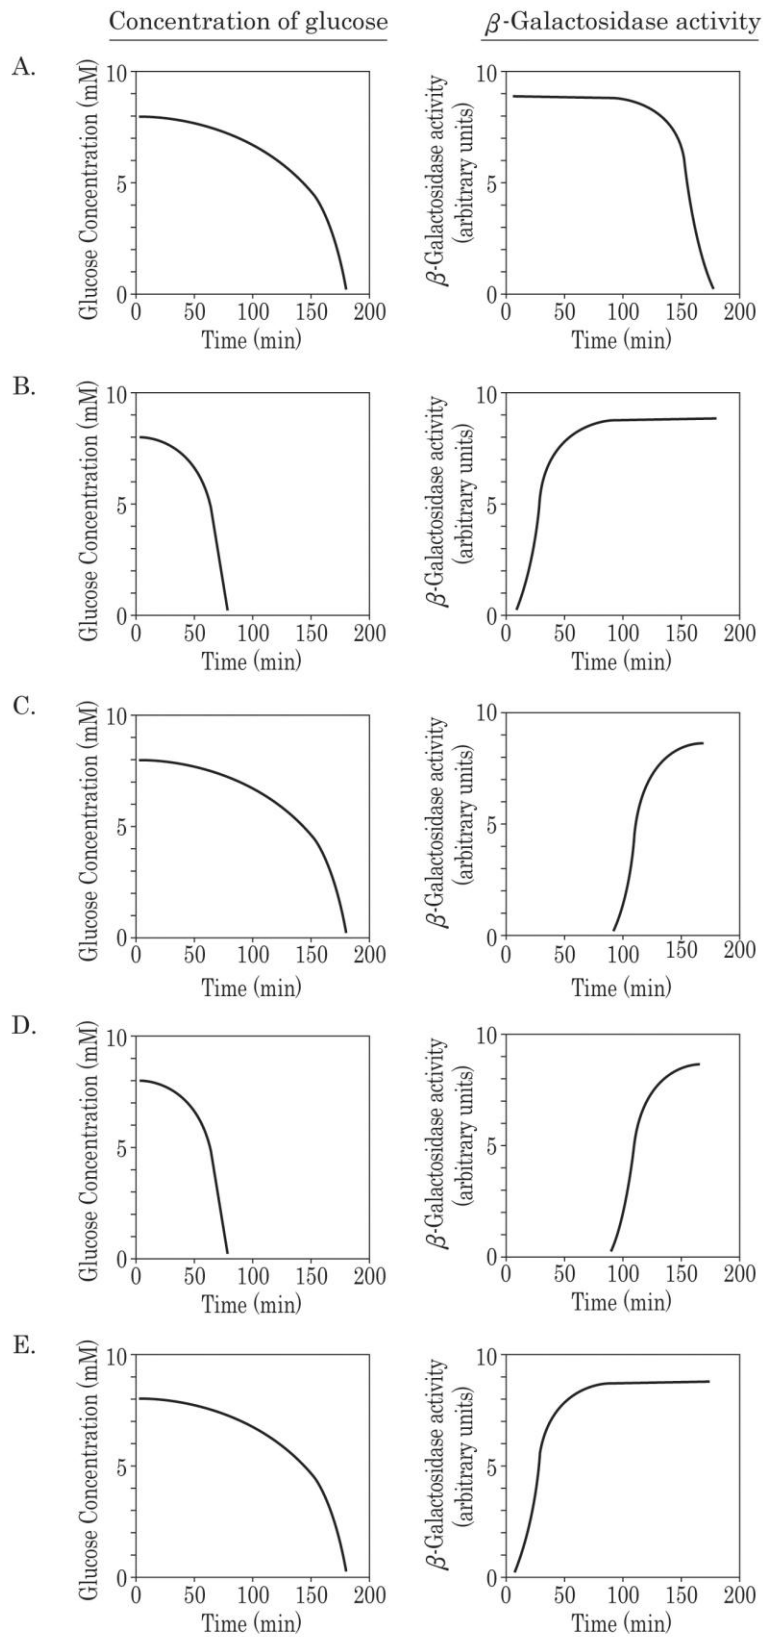 Concentration of glucose
β-Galactosidase activity
A.
Glucose Concentration (mM)
10
5
0
0 50 100 150 200
Time (min)
β-Galactosidase activity
(arbitrary units)
10
5
0
0 50 100 150 200
Time (min)
B.
Glucose Concentration (mM)
10
5
0
0 50 100 150 200
Time (min)
β-Galactosidase activity
(arbitrary units)
10
5
0
0 50 100 150 200
Time (min)
C.
Glucose Concentration (mM)
10
5
0
0 50 100 150 200
Time (min)
β-Galactosidase activity
(arbitrary units)
10
5
0
0 50 100 150 200
Time (min)
D.
Glucose Concentration (mM)
10
5
0
0 50 100 150 200
Time (min)
β-Galactosidase activity
(arbitrary units)
10
5
0
0 50 100 150 200
Time (min)
E.
Glucose Concentration (mM)
10
5
0
0 50 100 150 200
Time (min)
β-Galactosidase activity
(arbitrary units)
10
5
0
0 50 100 150 200
Time (min)